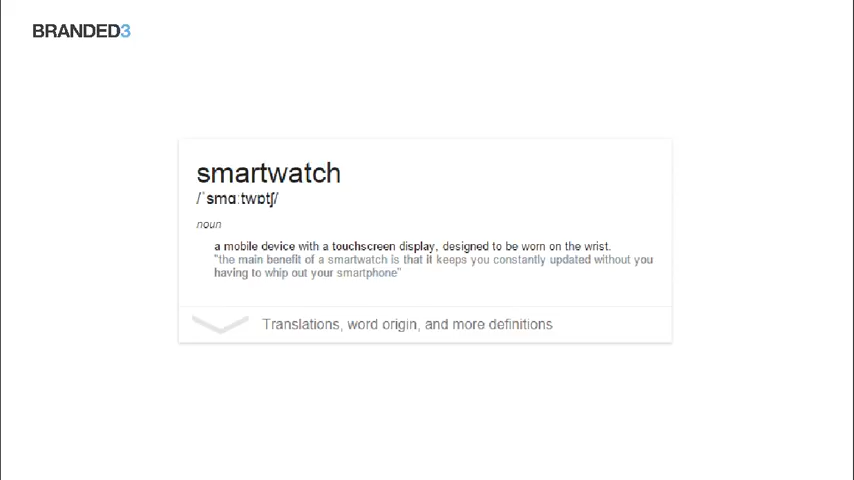 BRANDED3
smartwatch
/ˈsmɑːtwɒtʃ/
noun
a mobile device with a touchscreen display, designed to be worn on the wrist.
"the main benefit of a smartwatch is that it keeps you constantly updated without you
having to whip out your smartphone"
Translations, word origin, and more definitions